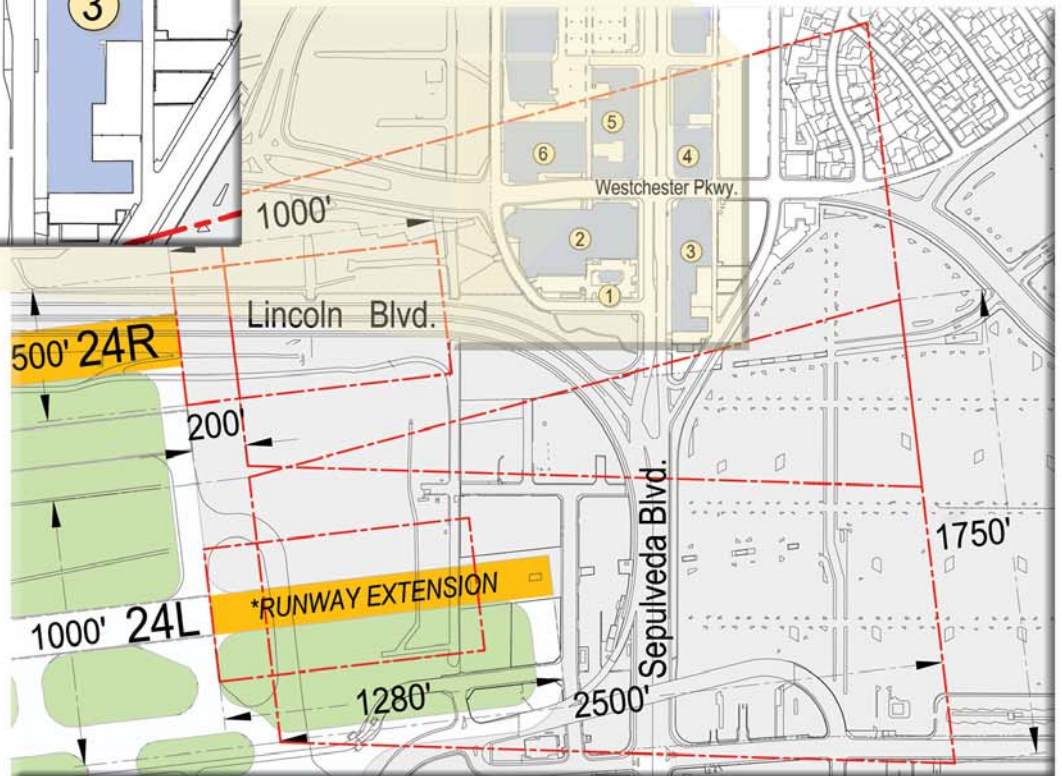 3
5
6
4
Westchester Pkwy.
1000'
2
3
1
Lincoln Blvd.
500' 24R
200'
Sepulveda Blvd.
1750'
*RUNWAY EXTENSION
1000' 24L
1280'
2500'